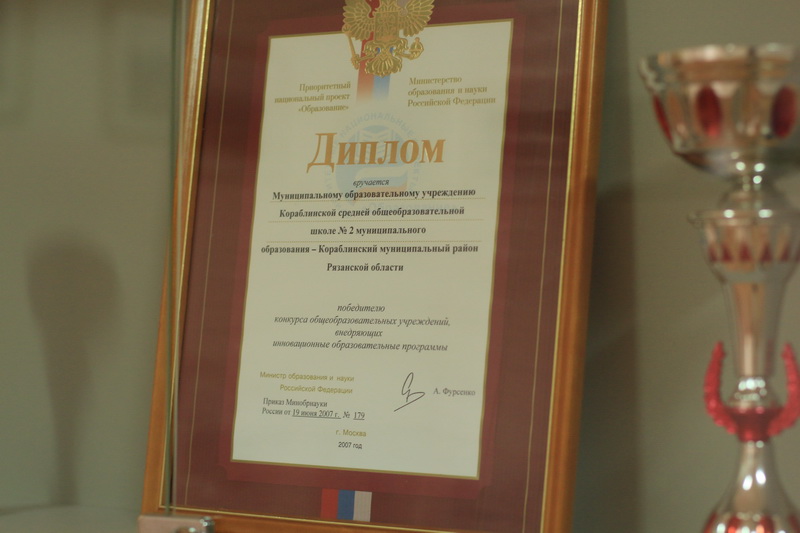 Приоритетный
национальный проект
«Образование»
Министерство
образования и науки
Российской Федерации
Диплом
вручается
Муниципальному образовательному учреждению
Кораблинской средней общеобразовательной
школе № 2 муниципального
образования – Кораблинский муниципальный район
Рязанской области
победителю
конкурса общеобразовательных учреждений,
внедряющих
инновационные образовательные программы
Министр образования и науки
Российской Федерации
А. Фурсенко
Приказ Минобрнауки
России от 19 июня 2007 г. № 179
г. Москва
2007 год